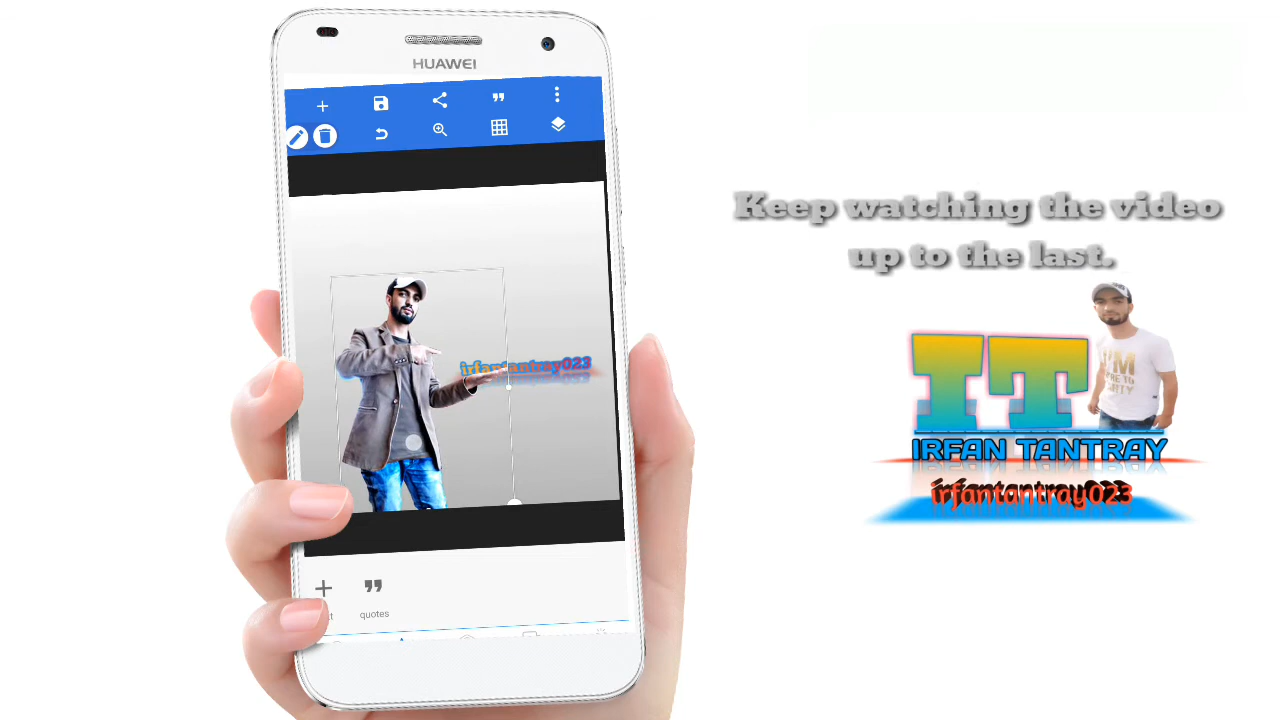 HUAWEI
irfantantray023
quotes
Keep watching the video
up to the last.
I'M
IT
IRFAN TANTRAY
irfantantray023